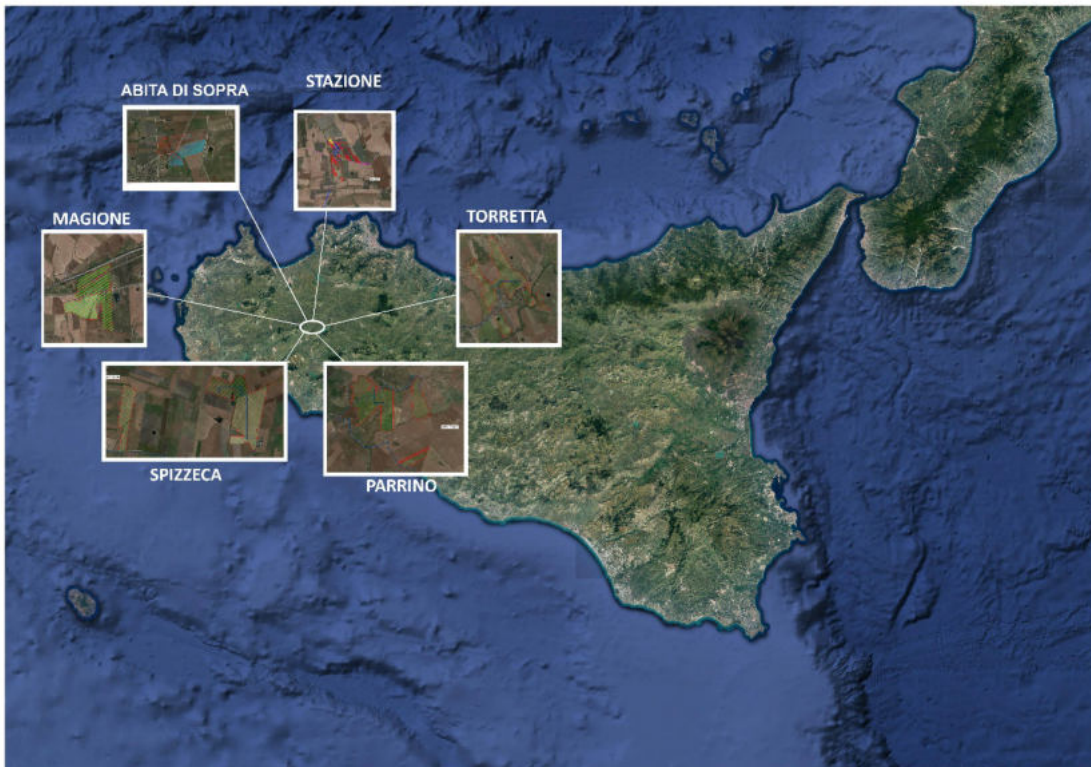 STAZIONE
ABITA DI SOPRA
MAGIONE
TORRETTA
SPIZZECA
PARRINO